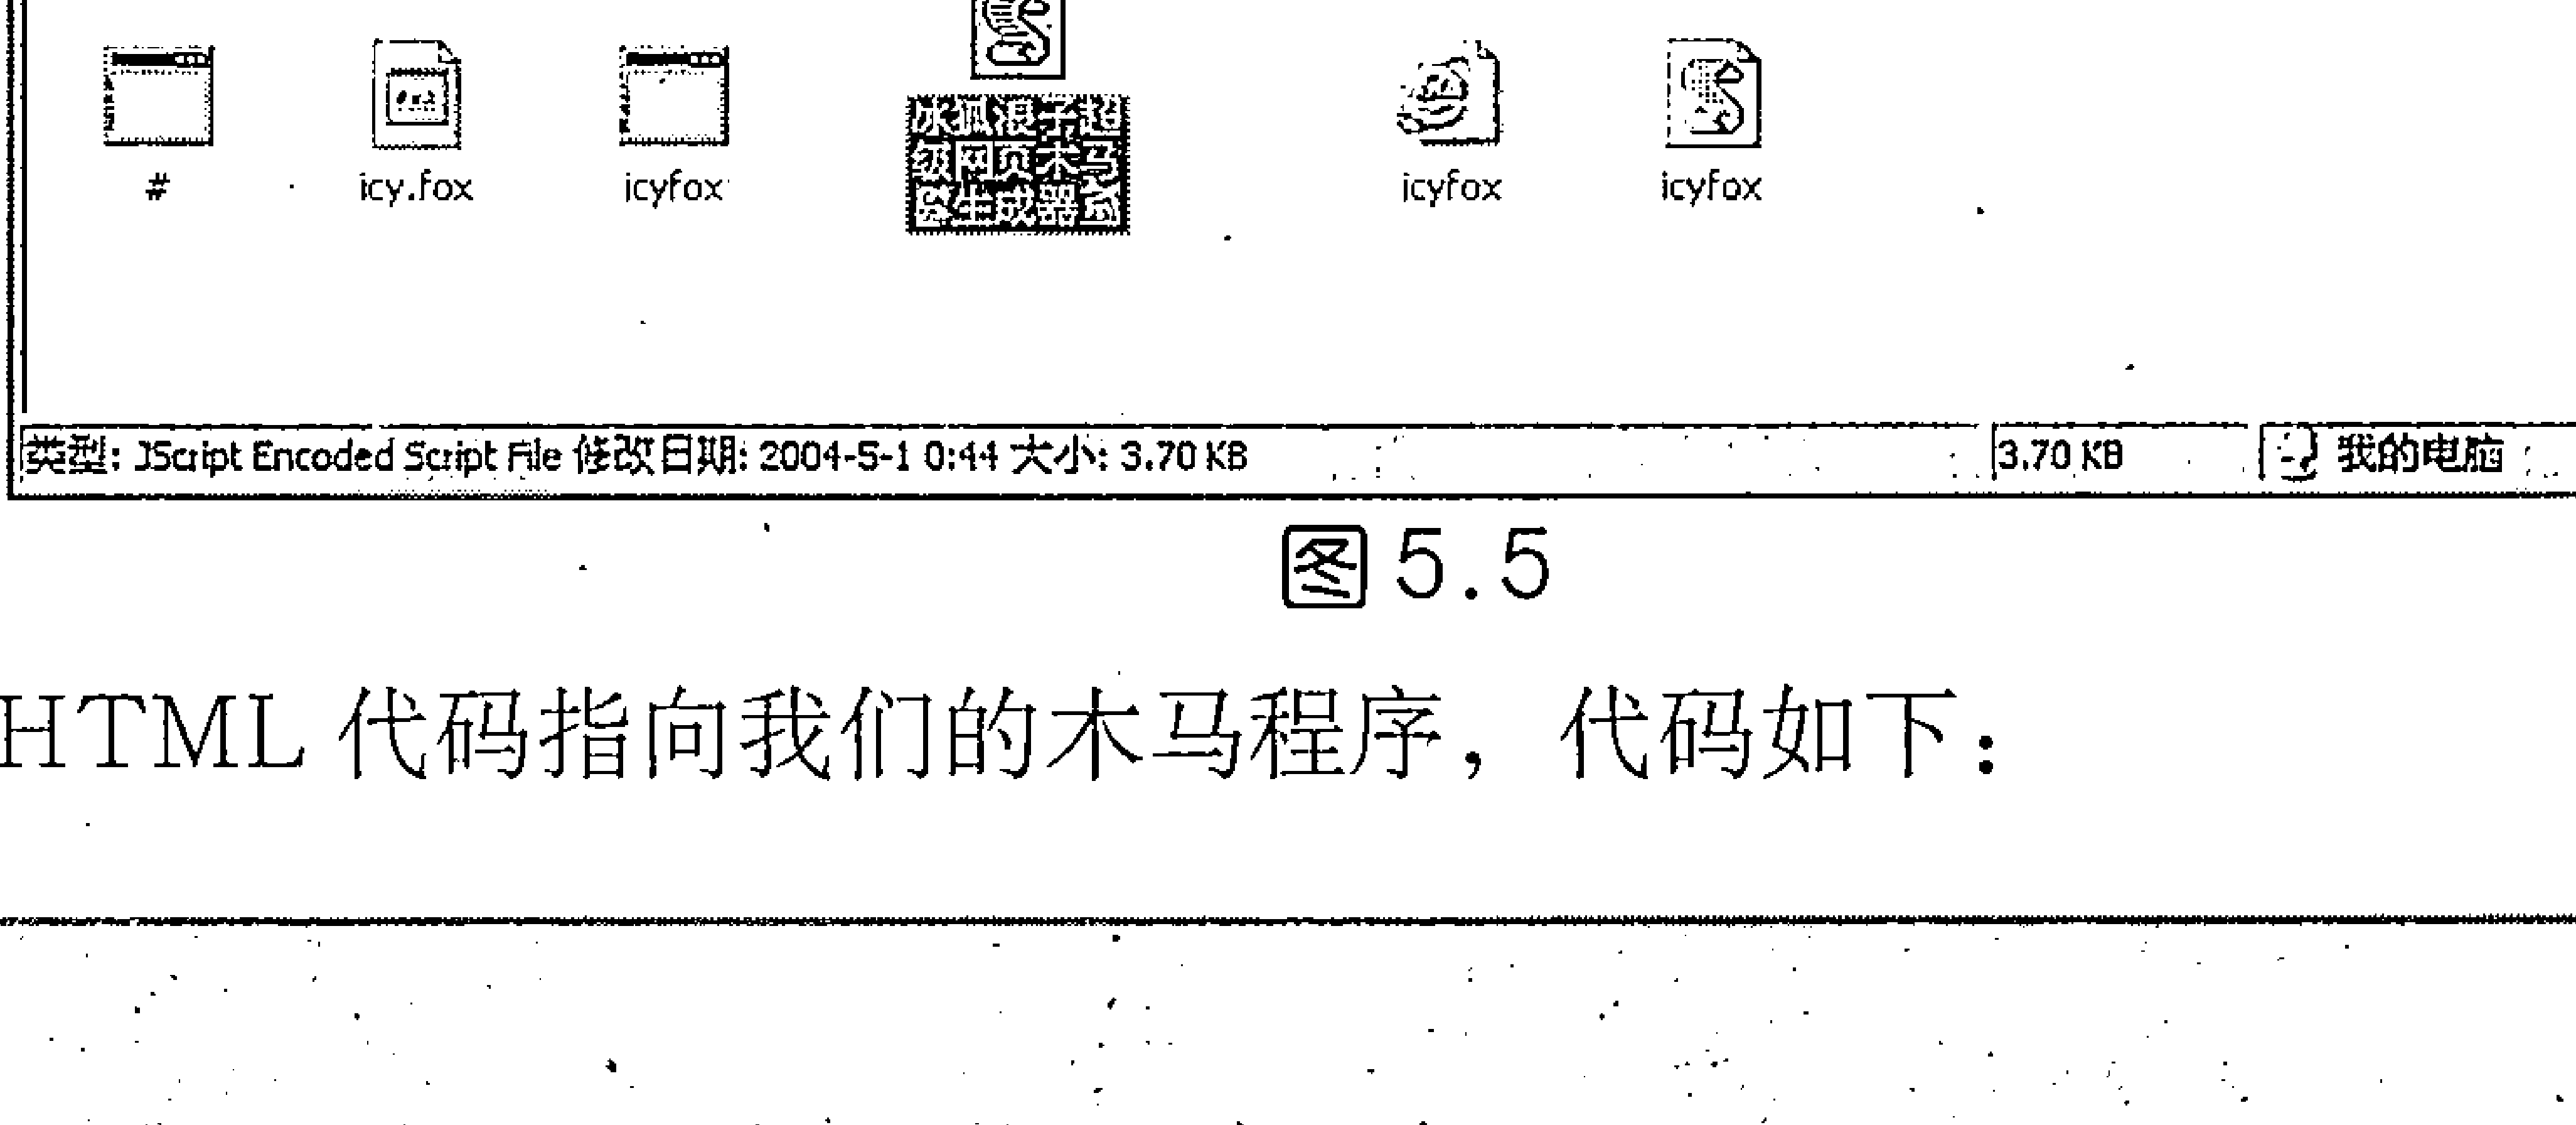 冰狐浪子超
级网页木马
生成器
# icy.fox icyfox icyfox icyfox
类型: JScript Encoded Script File 修改日期: 2004-5-1 0:44 大小: 3.70 KB 3.70 KB 我的电脑
图 5.5
HTML 代码指向我们的木马程序，代码如下：